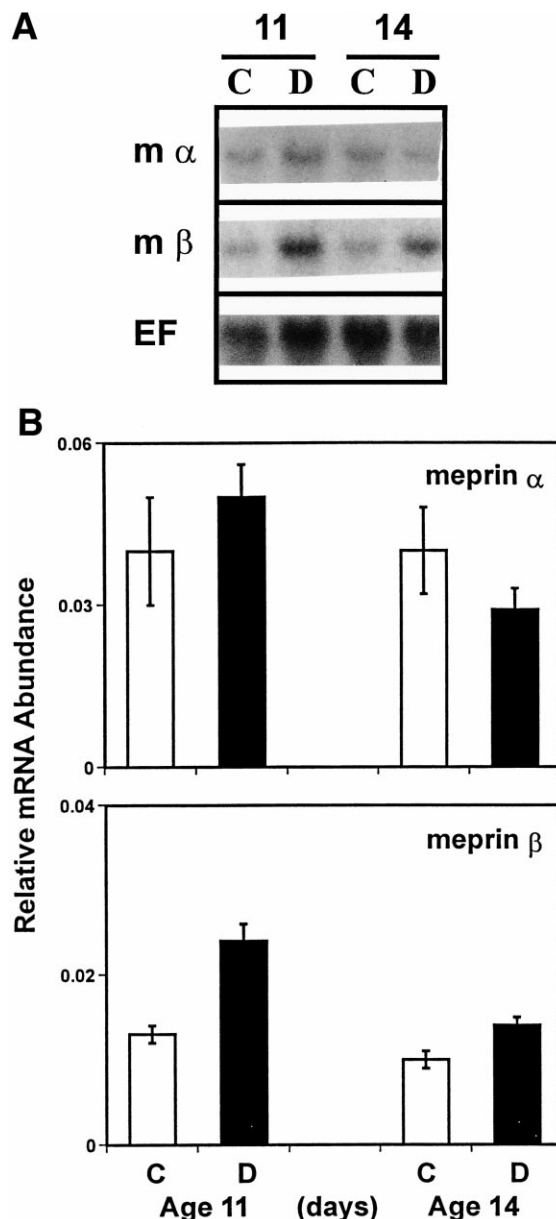 A
11 14
C D C D
m α
m β
EF
B
Relative mRNA Abundance
0.06
meprin α
0.03
0
0.04
meprin β
0.02
0
C D C D
Age 11 (days) Age 14